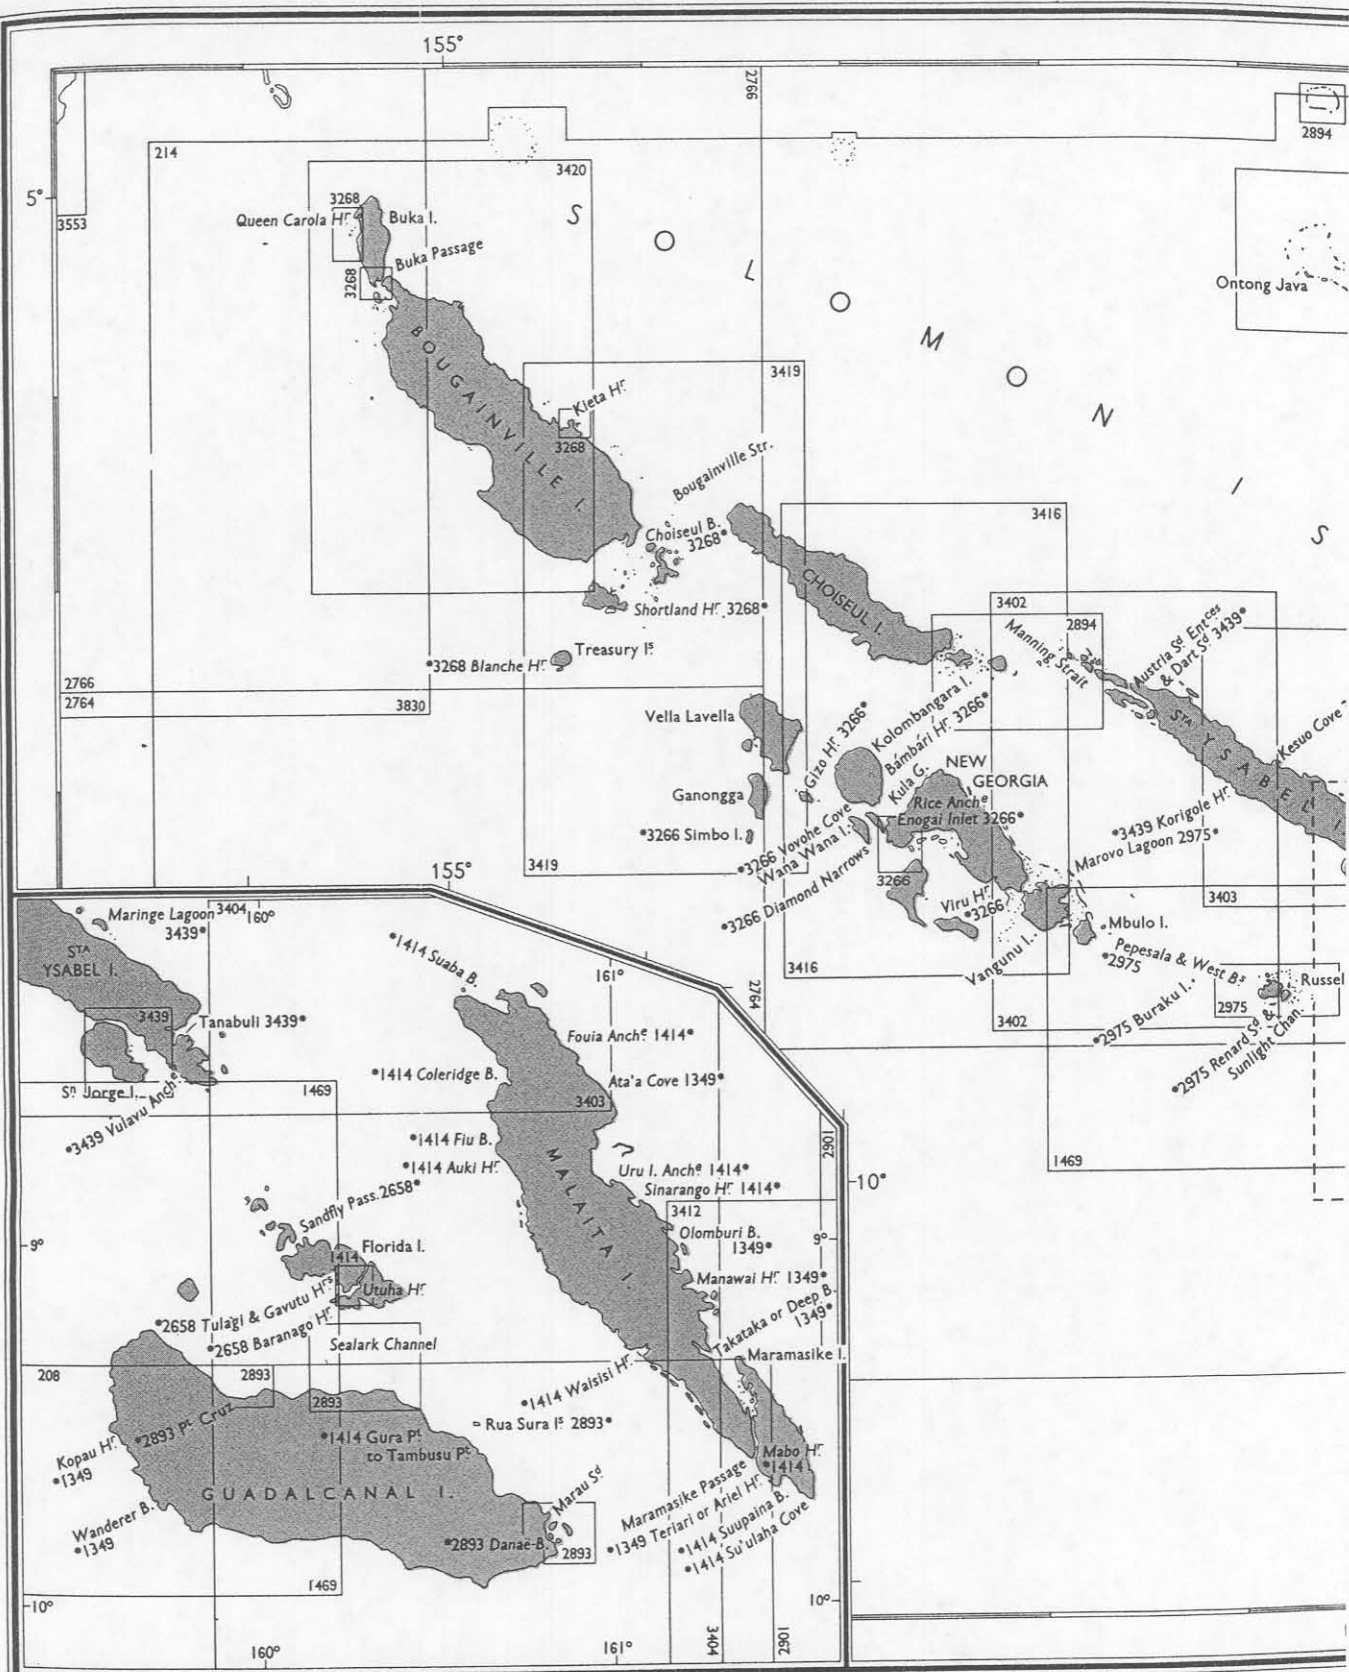 155°
2766
2894
214
3420
5°
3553
3268
Queen Carola Hr.
Buka I.
Buka Passage
3268
S O L O M O N I S
Ontong Java
BOUGAINVILLE I.
3419
Kieta Hr.
3268
Bougainville Str.
Choiseul B.
3268•
3416
CHOISEUL I.
Shortland Hr. 3268•
3402
2894
Manning Strait
Austria Sd. Entces
& Dart Sd. 3439•
Treasury Is.
•3268 Blanche Hr.
2766
2764
3830
Vella Lavella
Gizo Hr. 3266•
Kolombangara I.
Bámbári Hr. 3266•
Kula G.
NEW
GEORGIA
STA YSABEL I.
Kesuo Cove
Ganongga
Rice Anche.
Enogai Inlet 3266•
•3266 Simbo I.
•3266 Vovohe Cove
Wana Wana I.
•3266 Diamond Narrows
•3439 Korigole Hr.
Marovo Lagoon 2975•
3419
3266
3403
Viru Hr.
•3266
Vangunu I.
Mbulo I.
Pepesala & West Bs.
•2975
3416
2764
3402
•2975 Buraku I.
2975
Russel
•2975 Renard Sd. &
Sunlight Chan.
1469
10°
155°
Maringe Lagoon
3439•
3404
160°
STA
YSABEL I.
•1414 Suaba B.
161°
3439
Tanabuli 3439•
Fouia Anche. 1414•
Sn. Jorge I.
•3439 Vulavu Anche.
1469
•1414 Coleridge B.
Ata'a Cove 1349•
3403
•1414 Fiu B.
•1414 Auki Hr.
MALAITA I.
2901
Uru I. Anche. 1414•
Sinarango Hr. 1414•
3412
Sandfly Pass. 2658•
Olomburi B.
1349•
9°
9°
Florida I.
1414
Utuha Hr.
Manawai Hr. 1349•
•2658 Tulagi & Gavutu Hrs.
•2658 Baranago Hr.
Takataka or Deep B.
1349•
Sealark Channel
Maramasike I.
208
2893
2893
•1414 Waisisi Hr.
•2893 Pt. Cruz
Rua Sura Is. 2893•
•1414 Gura Pt.
to Tambusu Pt.
Kopau Hr.
•1349
Mabo Hr.
•1414
GUADALCANAL I.
Marau Sd.
Wanderer B.
•1349
Maramasike Passage
•1349 Teriari or Ariel Hr.
•1414 Suupaina B.
•1414 Su'ulaha Cove
•2893 Danaë B.
2893
1469
10°
10°
160°
161°
3404
2901